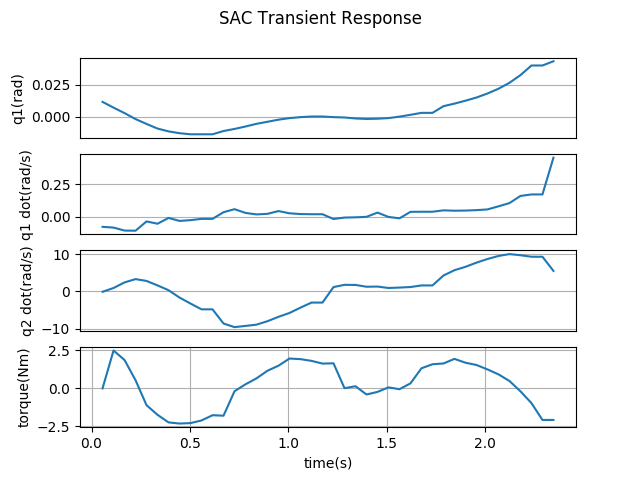 SAC Transient Response
q1(rad)
0.025
0.000
q1 dot(rad/s)
0.25
0.00
q2 dot(rad/s)
10
0
−10
torque(Nm)
2.5
0.0
−2.5
0.0 0.5 1.0 1.5 2.0
time(s)